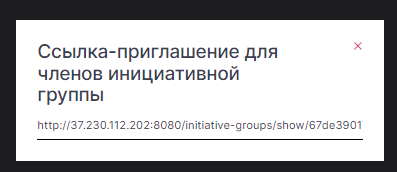 Ссылка-приглашение для
членов инициативной
группы
http://37.230.112.202:8080/initiative-groups/show/67de3901